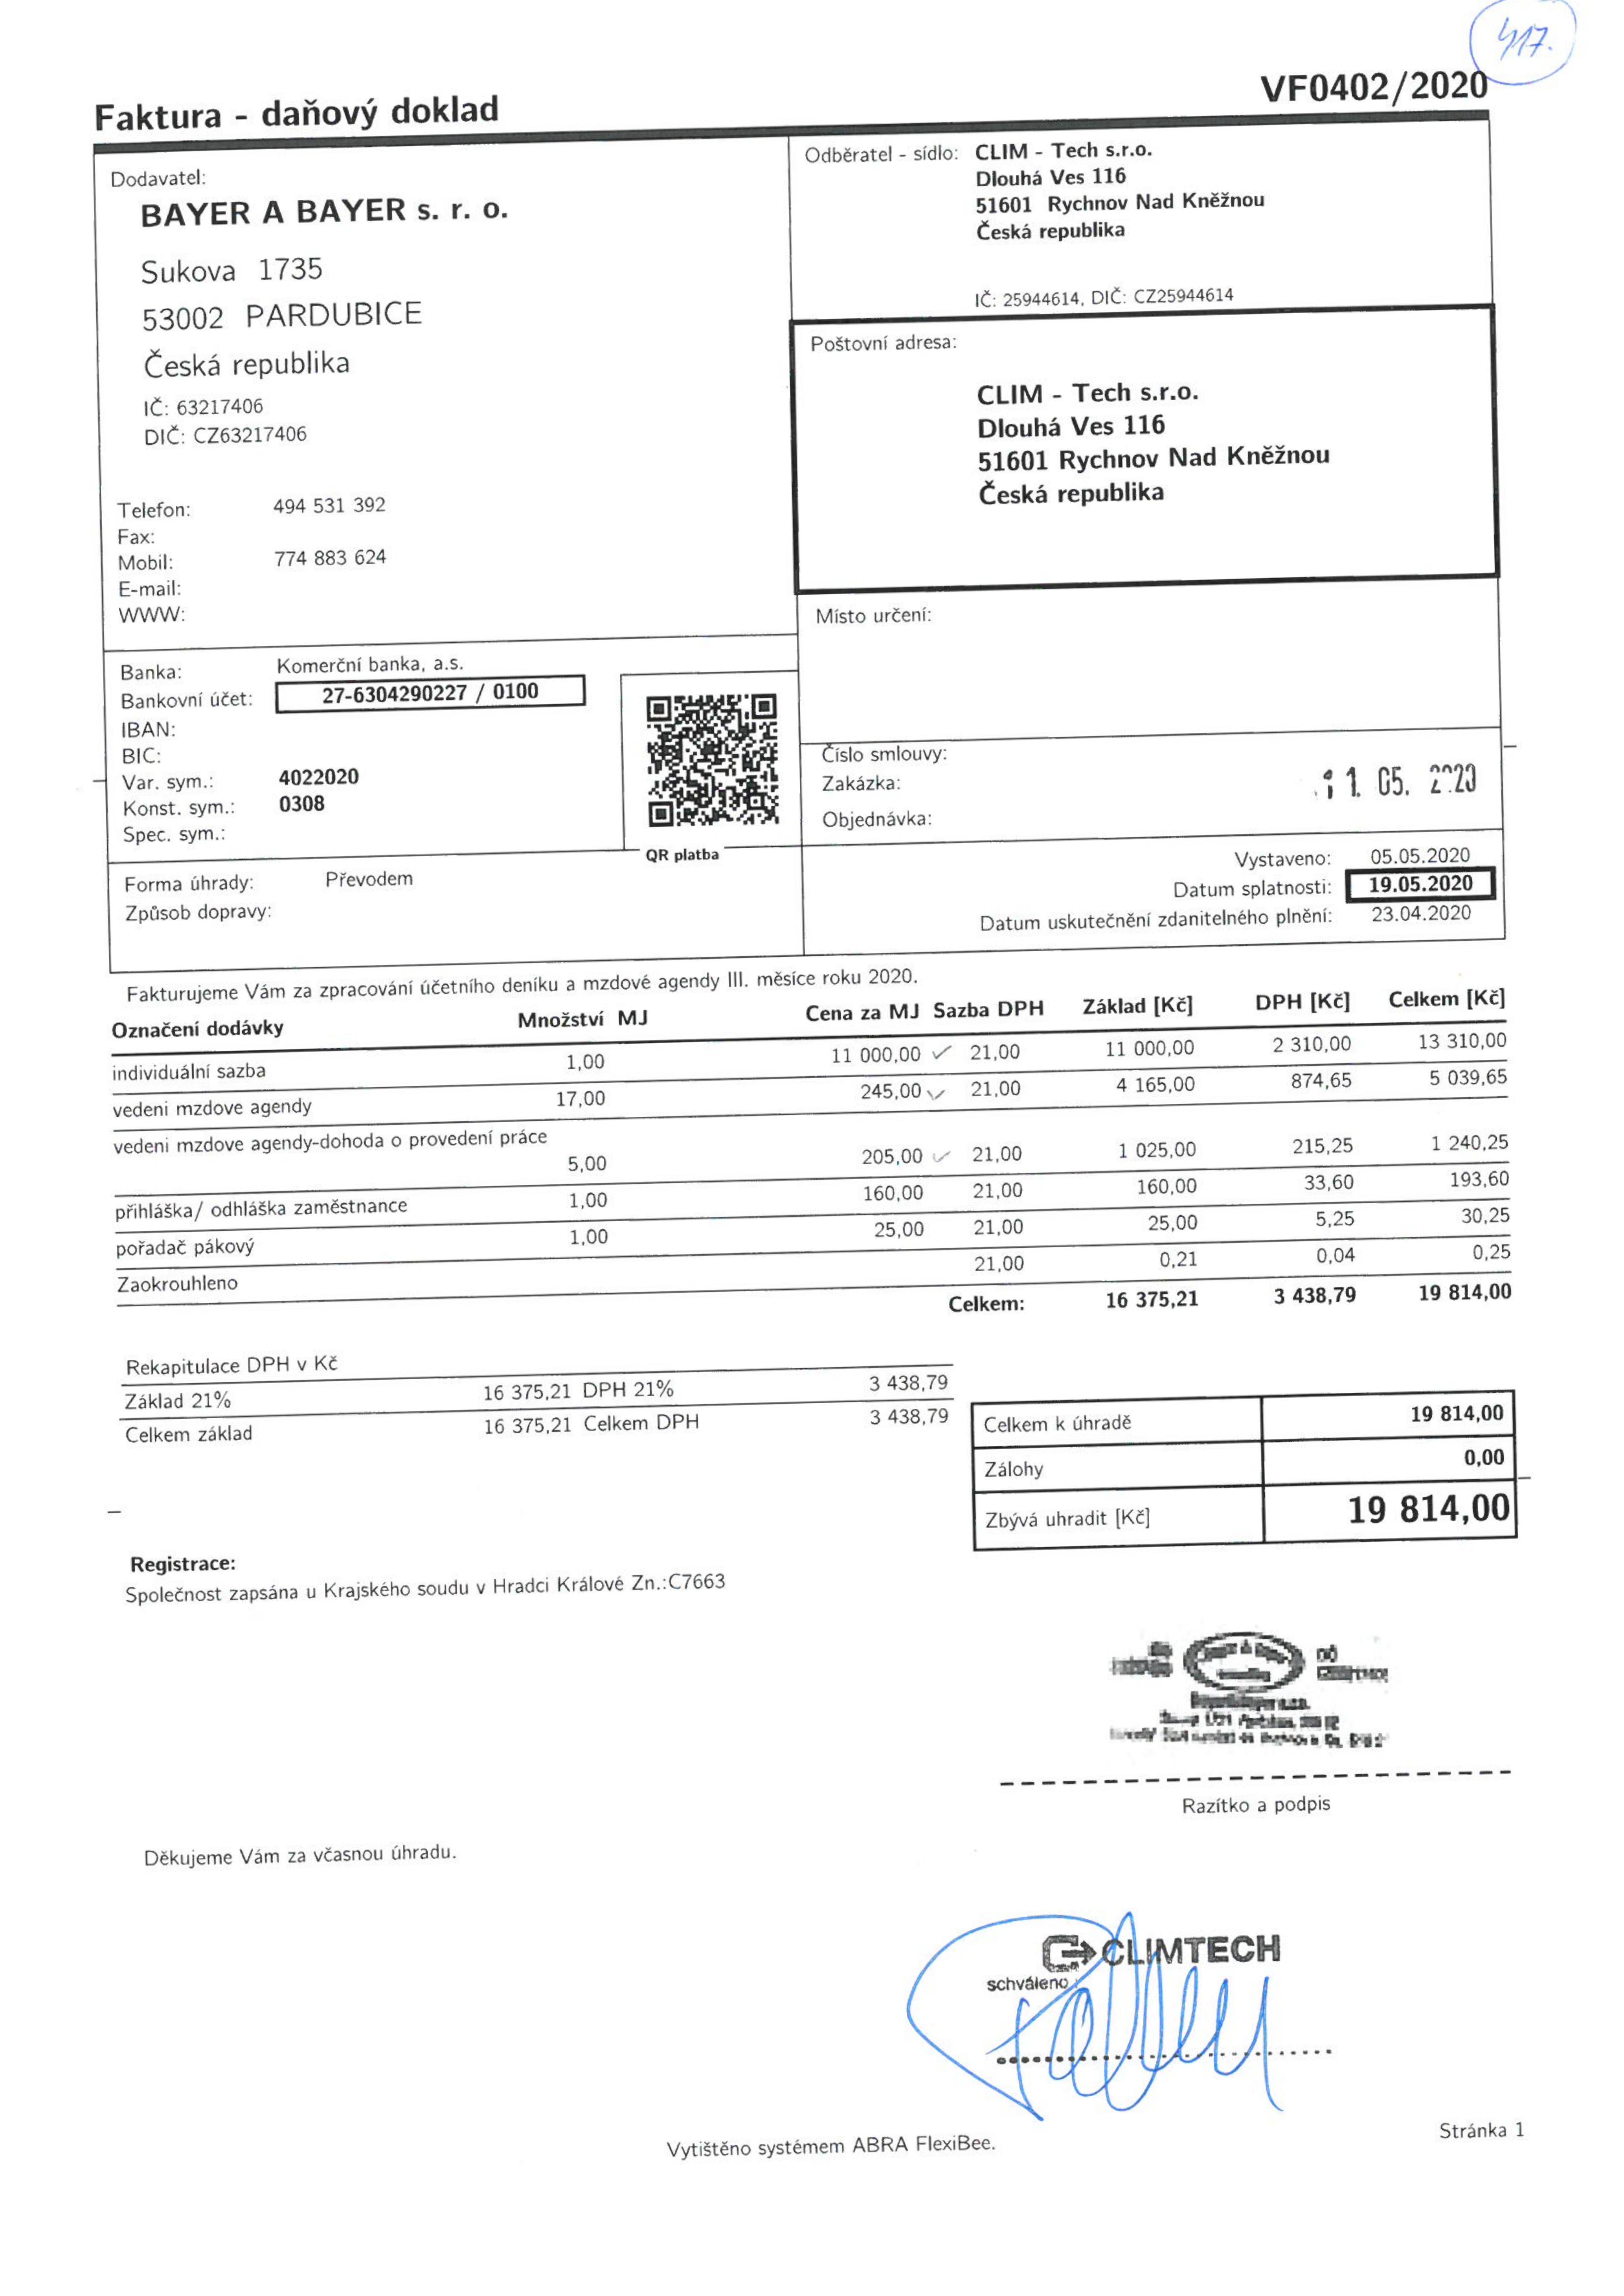 417.
Faktura - daňový doklad
VF0402/2020
Dodavatel:
BAYER A BAYER s. r. o.
Sukova 1735
53002 PARDUBICE
Česká republika
IČ: 63217406
DIČ: CZ63217406
Telefon: 494 531 392
Fax:
Mobil: 774 883 624
E-mail:
WWW:
Odběratel - sídlo: CLIM - Tech s.r.o.
Dlouhá Ves 116
51601 Rychnov Nad Kněžnou
Česká republika
IČ: 25944614, DIČ: CZ25944614
Poštovní adresa:
CLIM - Tech s.r.o.
Dlouhá Ves 116
51601 Rychnov Nad Kněžnou
Česká republika
Místo určení:
Banka: Komerční banka, a.s.
Bankovní účet: 27-6304290227 / 0100
IBAN:
BIC:
Var. sym.: 4022020
Konst. sym.: 0308
Spec. sym.:
QR platba
Číslo smlouvy:
Zakázka:
Objednávka:
11. 05. 2020
Forma úhrady: Převodem
Způsob dopravy:
Vystaveno: 05.05.2020
Datum splatnosti: 19.05.2020
Datum uskutečnění zdanitelného plnění: 23.04.2020
Fakturujeme Vám za zpracování účetního deníku a mzdové agendy III. měsíce roku 2020.
Označení dodávky Množství MJ Cena za MJ Sazba DPH Základ [Kč] DPH [Kč] Celkem [Kč]
individuální sazba 1,00 11 000,00 21,00 11 000,00 2 310,00 13 310,00
vedeni mzdove agendy 17,00 245,00 21,00 4 165,00 874,65 5 039,65
vedeni mzdove agendy-dohoda o provedení práce
5,00 205,00 21,00 1 025,00 215,25 1 240,25
přihláška/ odhláška zaměstnance 1,00 160,00 21,00 160,00 33,60 193,60
pořadač pákový 1,00 25,00 21,00 25,00 5,25 30,25
Zaokrouhleno 21,00 0,21 0,04 0,25
Celkem: 16 375,21 3 438,79 19 814,00
Rekapitulace DPH v Kč
Základ 21% 16 375,21 DPH 21% 3 438,79
Celkem základ 16 375,21 Celkem DPH 3 438,79
Celkem k úhradě 19 814,00
Zálohy 0,00
Zbývá uhradit [Kč] 19 814,00
Registrace:
Společnost zapsána u Krajského soudu v Hradci Králové Zn.:C7663
Razítko a podpis
Děkujeme Vám za včasnou úhradu.
CLIMTECH
schváleno
Vytištěno systémem ABRA FlexiBee.
Stránka 1